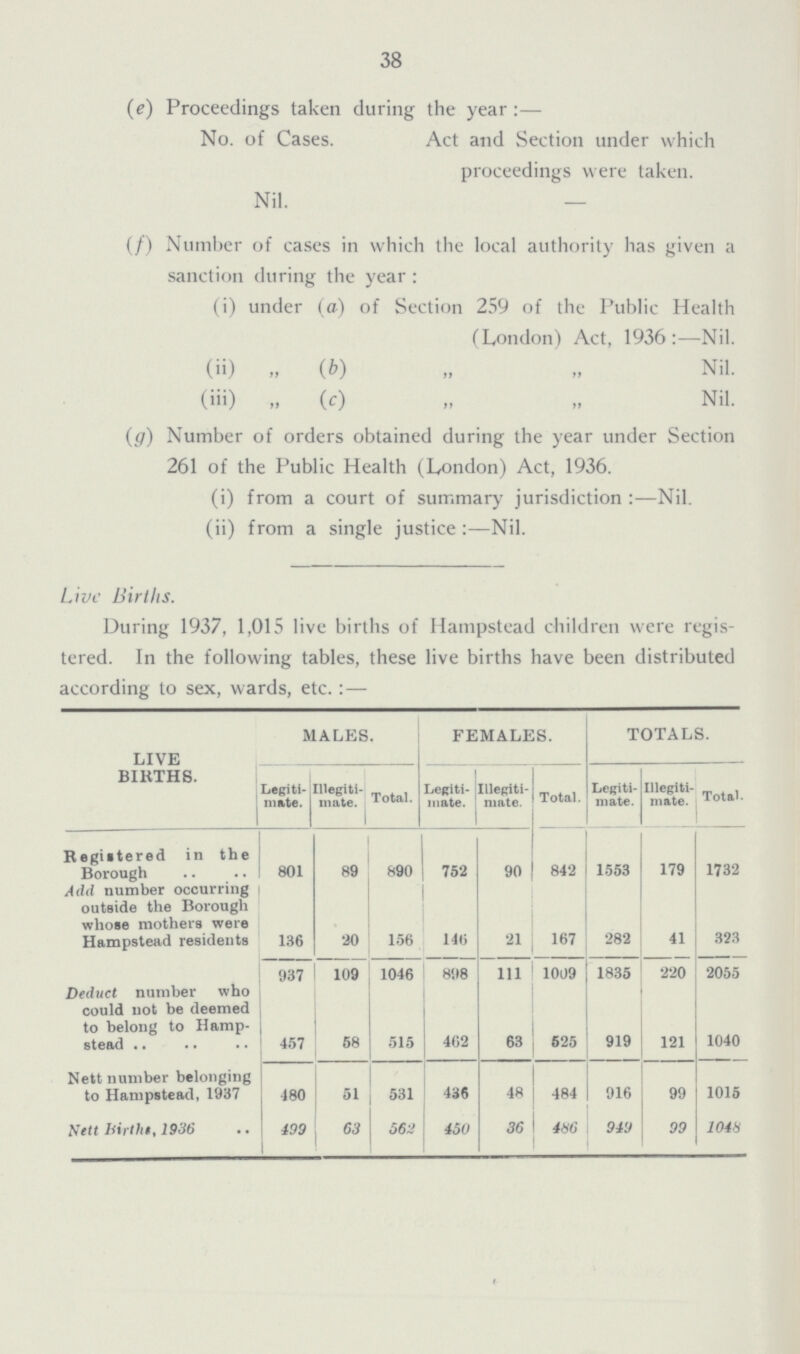 38
(e) Proceedings taken during the year :—
No. of Cases. Act and Section under which
proceedings were taken.
Nil. —
(f) Number of cases in which the local authority has given a
sanction during the year :
(i) under (a) of Section 259 of the Public Health
(London) Act, 1936 :—Nil.
(ii) „ (b) „ „ Nil.
(iii) „ (c) „ „ Nil.
(g) Number of orders obtained during the year under Section
261 of the Public Health (London) Act, 1936.
(i) from a court of summary jurisdiction :—Nil.
(ii) from a single justice :—Nil.
Live Births.
During 1937, 1,015 live births of Hampstead children were regis-
tered. In the following tables, these live births have been distributed
according to sex, wards, etc. :—
LIVE BIRTHS. MALES. FEMALES. TOTALS.
Legiti- Illegiti- Total. Legiti- Illegiti- Total. Legiti- Illegiti- Total.
mate. mate. mate. mate. mate. mate.
Registered in the
Borough .. .. 801 89 890 752 90 842 1553 179 1732
Add number occurring
outside the Borough
whose mothers were
Hampstead residents 136 20 156 146 21 167 282 41 323
937 109 1046 898 111 1009 1835 220 2055
Deduct number who
could not be deemed
to belong to Hamp-
stead .. .. .. 457 58 515 462 63 525 919 121 1040
Nett number belonging
to Hampstead, 1937 480 51 531 436 48 484 916 99 1015
Nett Births, 1936 .. 499 63 562 450 36 486 949 99 1048